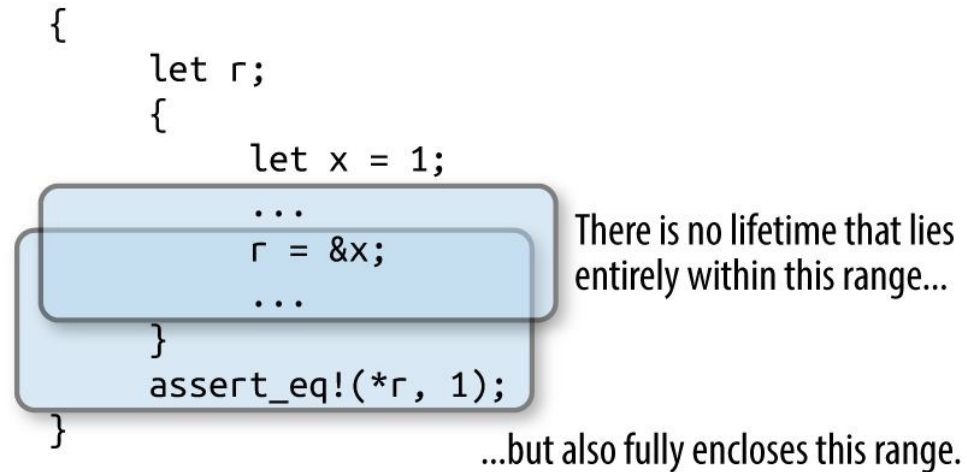 {
let r;
{
let x = 1;
...
r = &x;
...
}
assert_eq!(*r, 1);
}
There is no lifetime that lies
entirely within this range...
...but also fully encloses this range.